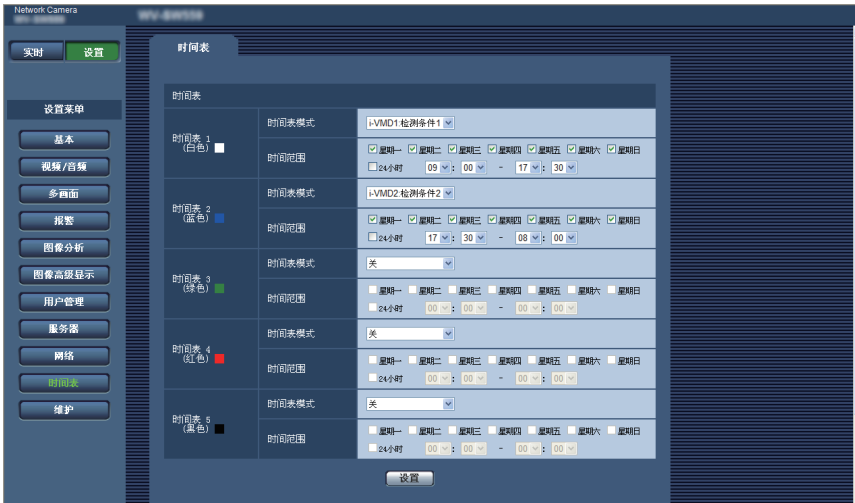 Network Camera
实时 设置
设置菜单
基本
视频/音频
多画面
报警
图像分析
图像高级显示
用户管理
服务器
网络
时间表
维护
时间表
时间表
时间表 1
(白色)
时间表模式
i-VMD1:检测条件1
时间范围
星期一 星期二 星期三 星期四 星期五 星期六 星期日
24小时 09 : 00 - 17 : 30
时间表 2
(蓝色)
时间表模式
i-VMD2:检测条件2
时间范围
星期一 星期二 星期三 星期四 星期五 星期六 星期日
24小时 17 : 30 - 08 : 00
时间表 3
(绿色)
时间表模式
关
时间范围
星期一 星期二 星期三 星期四 星期五 星期六 星期日
24小时 00 : 00 - 00 : 00
时间表 4
(红色)
时间表模式
关
时间范围
星期一 星期二 星期三 星期四 星期五 星期六 星期日
24小时 00 : 00 - 00 : 00
时间表 5
(黑色)
时间表模式
关
时间范围
星期一 星期二 星期三 星期四 星期五 星期六 星期日
24小时 00 : 00 - 00 : 00
设置